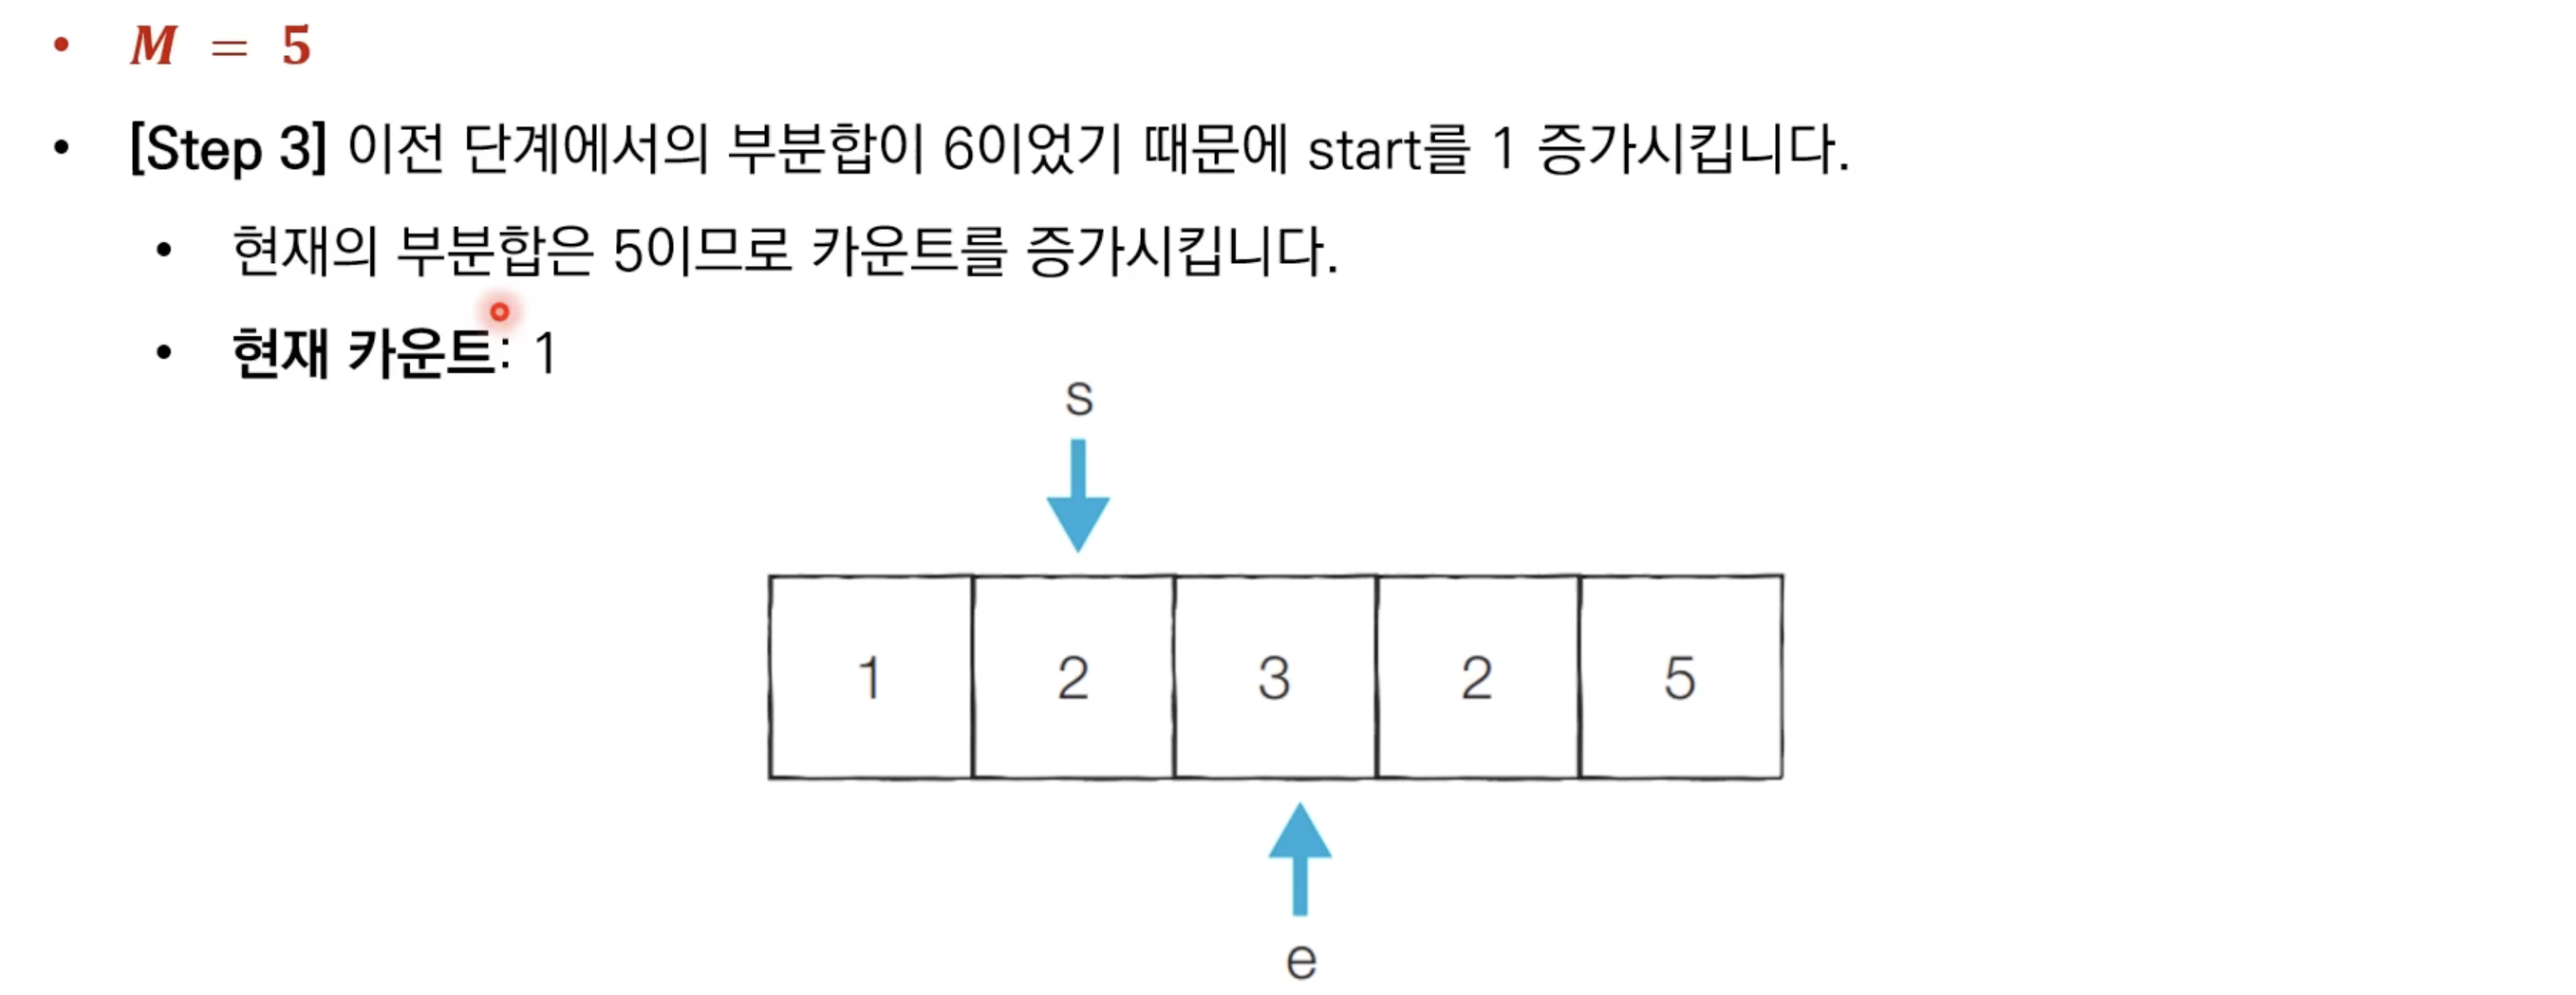 • M = 5
• [Step 3] 이전 단계에서의 부분합이 6이었기 때문에 start를 1 증가시킵니다.
• 현재의 부분합은 5이므로 카운트를 증가시킵니다.
• 현재 카운트: 1
s
1 2 3 2 5
e